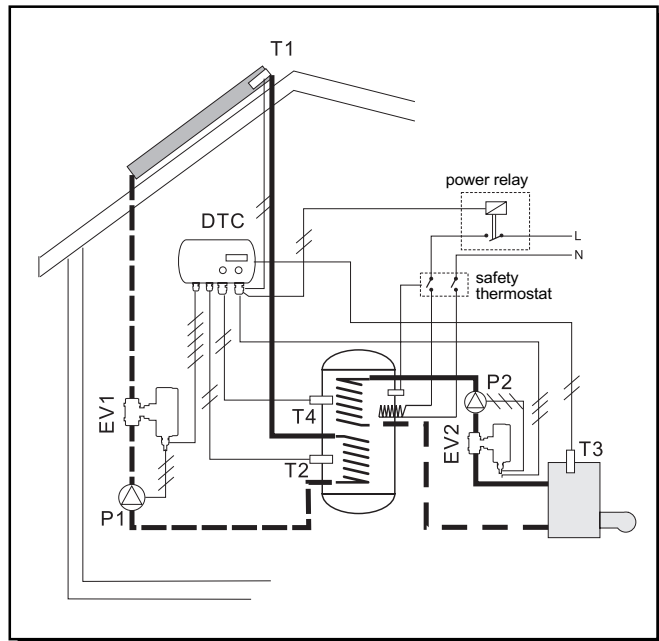 T1
power relay
DTC
L
N
safety
thermostat
EV1
P2
T4
EV2
T3
T2
P1